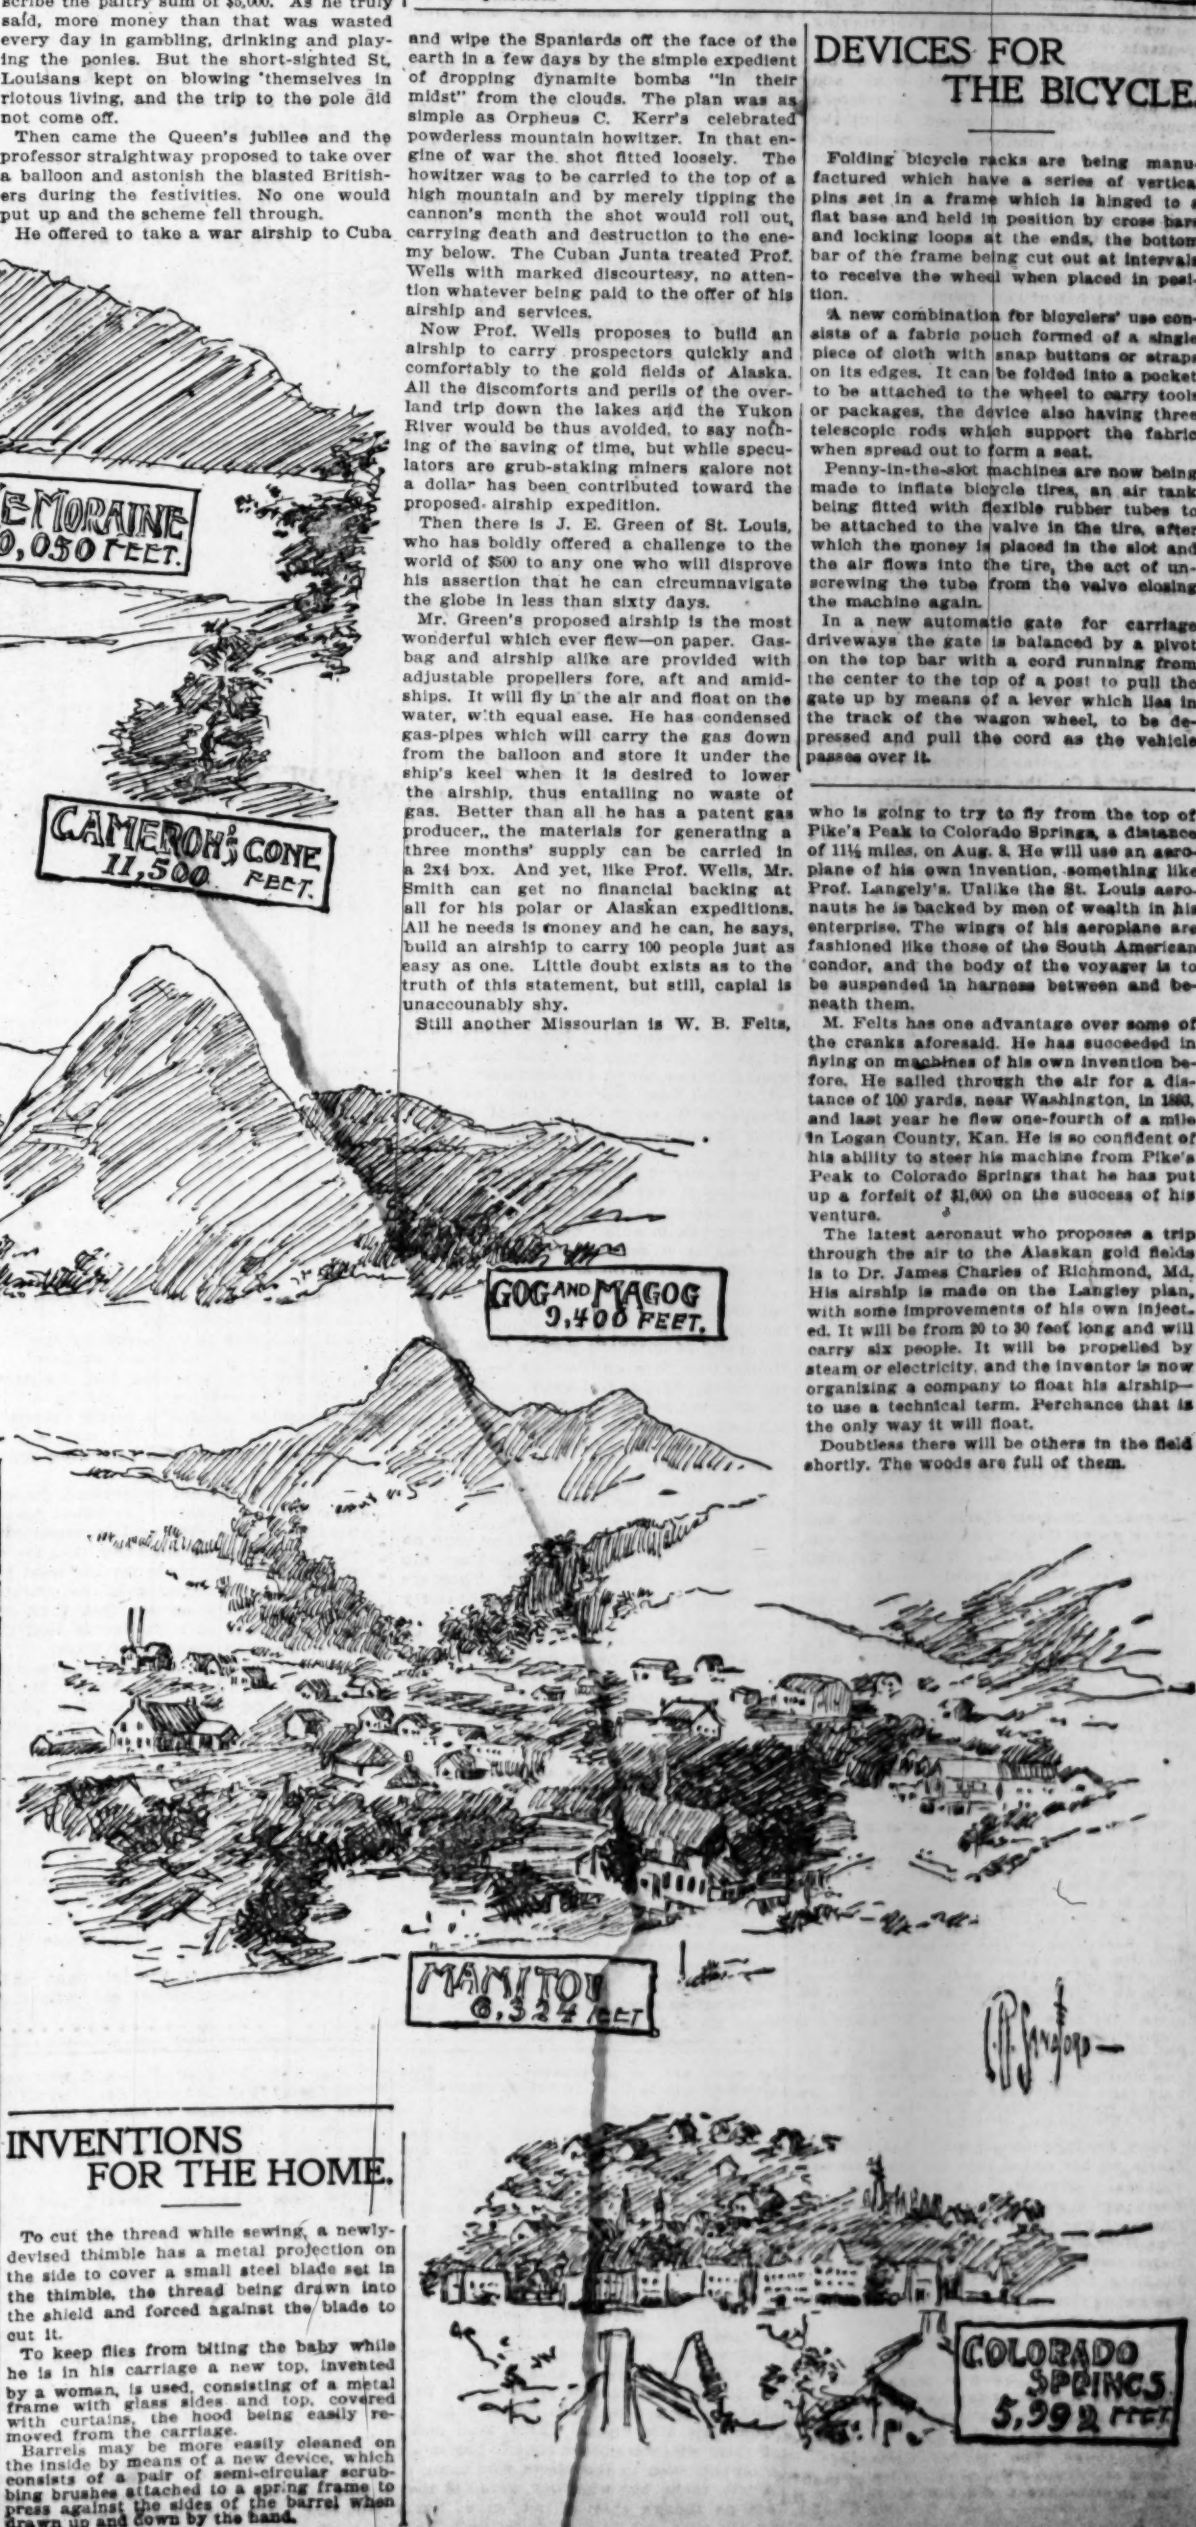 scribe the paltry sum of $5,000. As he truly
said, more money than that was wasted
every day in gambling, drinking and play-
ing the ponies. But the short-sighted St.
Louisans kept on blowing themselves in
riotous living, and the trip to the pole did
not come off.
Then came the Queen's jubilee and the
professor straightway proposed to take over
a balloon and astonish the blasted British-
ers during the festivities. No one would
put up and the scheme fell through.
He offered to take a war airship to Cuba
and wipe the Spaniards off the face of the
earth in a few days by the simple expedient
of dropping dynamite bombs "in their
midst" from the clouds. The plan was as
simple as Orpheus C. Kerr's celebrated
powderless mountain howitzer. In that en-
gine of war the shot fitted loosely. The
howitzer was to be carried to the top of a
high mountain and by merely tipping the
cannon's month the shot would roll out,
carrying death and destruction to the ene-
my below. The Cuban Junta treated Prof.
Wells with marked discourtesy, no atten-
tion whatever being paid to the offer of his
airship and services.
Now Prof. Wells proposes to build an
airship to carry prospectors quickly and
comfortably to the gold fields of Alaska.
All the discomforts and perils of the over-
land trip down the lakes and the Yukon
River would be thus avoided, to say noth-
ing of the saving of time, but while specu-
lators are grub-staking miners galore not
a dollar has been contributed toward the
proposed airship expedition.
Then there is J. E. Green of St. Louis,
who has boldly offered a challenge to the
world of $500 to any one who will disprove
his assertion that he can circumnavigate
the globe in less than sixty days.
Mr. Green's proposed airship is the most
wonderful which ever flew—on paper. Gas-
bag and airship alike are provided with
adjustable propellers fore, aft and amid-
ships. It will fly in the air and float on the
water, with equal ease. He has condensed
gas-pipes which will carry the gas down
from the balloon and store it under the
ship's keel when it is desired to lower
the airship, thus entailing no waste of
gas. Better than all he has a patent gas
producer,, the materials for generating a
three months' supply can be carried in
a 2x4 box. And yet, like Prof. Wells, Mr.
Smith can get no financial backing at
all for his polar or Alaskan expeditions.
All he needs is money and he can, he says,
build an airship to carry 100 people just as
easy as one. Little doubt exists as to the
truth of this statement, but still, capial is
unaccounably shy.
Still another Missourian is W. B. Felts,
who is going to try to fly from the top of
Pike's Peak to Colorado Springs, a distance
of 11½ miles, on Aug. 8. He will use an aero-
plane of his own invention, something like
Prof. Langely's. Unlike the St. Louis aero-
nauts he is backed by men of wealth in his
enterprise. The wings of his aeroplane are
fashioned like those of the South American
condor, and the body of the voyager is to
be suspended in harness between and be-
neath them.
M. Felts has one advantage over some of
the cranks aforesaid. He has succeeded in
flying on machines of his own invention be-
fore. He sailed through the air for a dis-
tance of 100 yards, near Washington, in
and last year he flew one-fourth of a mile
in Logan County, Kan. He is so confident of
his ability to steer his machine from Pike's
Peak to Colorado Springs that he has put
up a forfeit of $1,000 on the success of his
venture.
The latest aeronaut who proposes a trip
through the air to the Alaskan gold fields
is to Dr. James Charles of Richmond, Md.
His airship is made on the Langley plan,
with some improvements of his own inject-
ed. It will be from 20 to 30 feet long and will
carry six people. It will be propelled by
steam or electricity, and the inventor is now
organizing a company to float his airship—
to use a technical term. Perchance that is
the only way it will float.
Doubtless there will be others in the field
shortly. The woods are full of them.
DEVICES FOR
THE BICYCLE.
Folding bicycle racks are being manu-
factured which have a series of vertica
pins set in a frame which is hinged to a
flat base and held in position by cross bars
and locking loops at the ends, the bottom
bar of the frame being cut out at intervals
to receive the wheel when placed in posi-
tion.
A new combination for bicyclers' use con-
sists of a fabric pouch formed of a single
piece of cloth with snap buttons or straps
on its edges. It can be folded into a pocket
to be attached to the wheel to carry tools
or packages, the device also having three
telescopic rods which support the fabric
when spread out to form a seat.
Penny-in-the-slot machines are now being
made to inflate bicycle tires, an air tank
being fitted with flexible rubber tubes to
be attached to the valve in the tire, after
which the money is placed in the slot and
the air flows into the tire, the act of un-
screwing the tube from the valve closing
the machine again.
In a new automatic gate for carriage
driveways the gate is balanced by a pivot
on the top bar with a cord running from
the center to the top of a post to pull the
gate up by means of a lever which lies in
the track of the wagon wheel, to be de-
pressed and pull the cord as the vehicle
passes over it.
E MORAINE
0,050 FEET.
CAMERON'S CONE
11,500 FEET.
GOG AND MAGOG
9,400 FEET.
MANITOU
6,324 FEET
COLORADO
SPRINGS
5,992 FEET
INVENTIONS
FOR THE HOME.
To cut the thread while sewing, a newly-
devised thimble has a metal projection on
the side to cover a small steel blade set in
the thimble, the thread being drawn into
the shield and forced against the blade to
cut it.
To keep flies from biting the baby while
he is in his carriage a new top, invented
by a woman, is used, consisting of a metal
frame with glass sides and top, covered
with curtains, the hood being easily re-
moved from the carriage.
Barrels may be more easily cleaned on
the inside by means of a new device, which
consists of a pair of semi-circular scrub-
bing brushes attached to a spring frame to
press against the sides of the barrel when
drawn up and down by the hand.